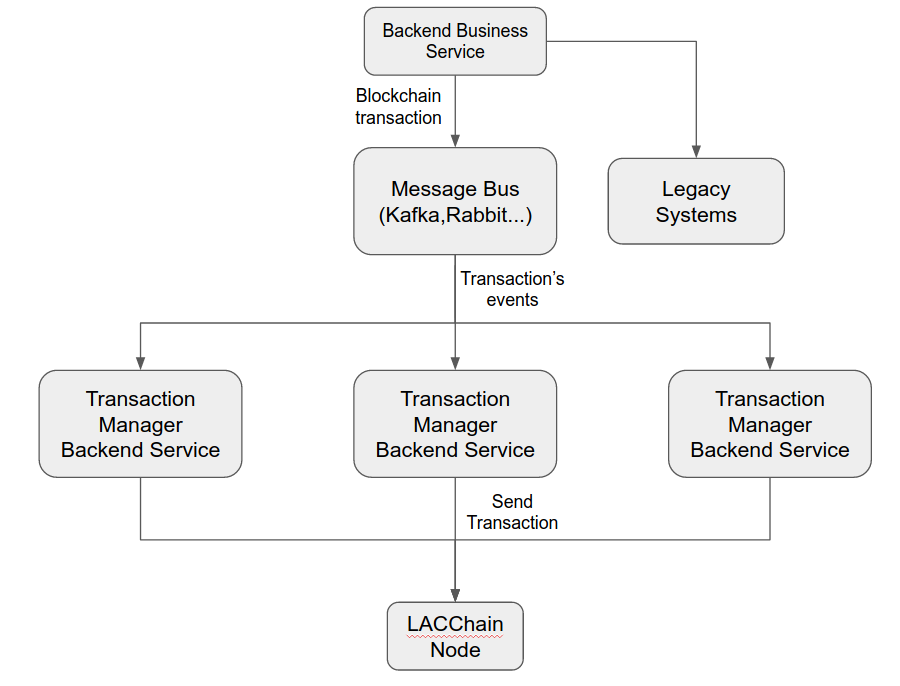 Backend Business
Service
Blockchain
transaction
Message Bus
(Kafka,Rabbit...)
Legacy
Systems
Transaction's
events
Transaction
Manager
Backend Service
Transaction
Manager
Backend Service
Transaction
Manager
Backend Service
Send
Transaction
LACChain
Node